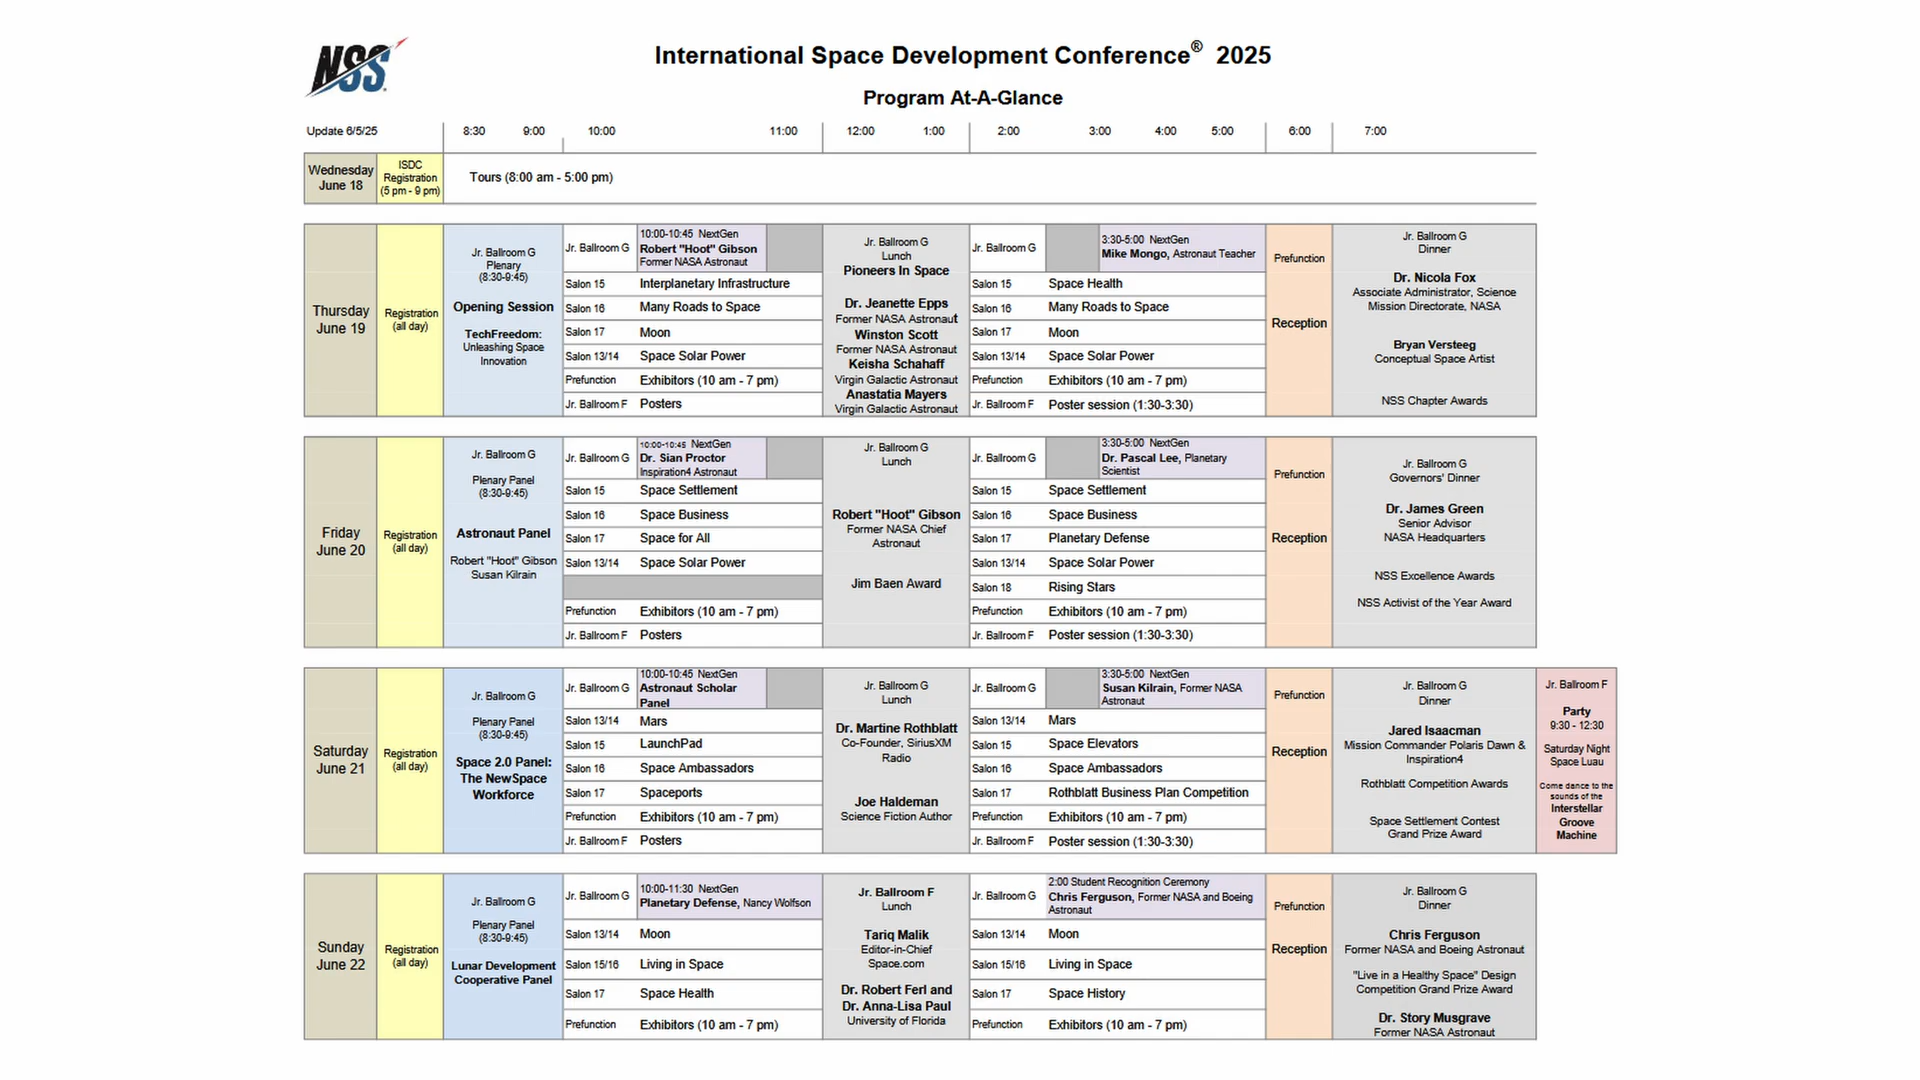 NSS
International Space Development Conference® 2025
Program At-A-Glance
Update 6/5/25 8:30 9:00 10:00 11:00 12:00 1:00 2:00 3:00 4:00 5:00 6:00 7:00
Wednesday
June 18
ISDC
Registration
(5 pm - 9 pm)
Tours (8:00 am - 5:00 pm)
Thursday
June 19
Registration
(all day)
Jr. Ballroom G
Plenary
(8:30-9:45)
Opening Session
TechFreedom:
Unleashing Space
Innovation
Jr. Ballroom G
10:00-10:45 NextGen
Robert "Hoot" Gibson
Former NASA Astronaut
Salon 15 Interplanetary Infrastructure
Salon 16 Many Roads to Space
Salon 17 Moon
Salon 13/14 Space Solar Power
Prefunction Exhibitors (10 am - 7 pm)
Jr. Ballroom F Posters
Jr. Ballroom G
Lunch
Pioneers In Space
Dr. Jeanette Epps
Former NASA Astronaut
Winston Scott
Former NASA Astronaut
Keisha Schahaff
Virgin Galactic Astronaut
Anastatia Mayers
Virgin Galactic Astronaut
Jr. Ballroom G
3:30-5:00 NextGen
Mike Mongo, Astronaut Teacher
Salon 15 Space Health
Salon 16 Many Roads to Space
Salon 17 Moon
Salon 13/14 Space Solar Power
Prefunction Exhibitors (10 am - 7 pm)
Jr. Ballroom F Poster session (1:30-3:30)
Prefunction
Reception
Jr. Ballroom G
Dinner
Dr. Nicola Fox
Associate Administrator, Science
Mission Directorate, NASA
Bryan Versteeg
Conceptual Space Artist
NSS Chapter Awards
Friday
June 20
Registration
(all day)
Jr. Ballroom G
Plenary Panel
(8:30-9:45)
Astronaut Panel
Robert "Hoot" Gibson
Susan Kilrain
Jr. Ballroom G
10:00-10:45 NextGen
Dr. Sian Proctor
Inspiration4 Astronaut
Salon 15 Space Settlement
Salon 16 Space Business
Salon 17 Space for All
Salon 13/14 Space Solar Power
Prefunction Exhibitors (10 am - 7 pm)
Jr. Ballroom F Posters
Jr. Ballroom G
Lunch
Robert "Hoot" Gibson
Former NASA Chief
Astronaut
Jim Baen Award
Jr. Ballroom G
3:30-5:00 NextGen
Dr. Pascal Lee, Planetary
Scientist
Salon 15 Space Settlement
Salon 16 Space Business
Salon 17 Planetary Defense
Salon 13/14 Space Solar Power
Salon 18 Rising Stars
Prefunction Exhibitors (10 am - 7 pm)
Jr. Ballroom F Poster session (1:30-3:30)
Prefunction
Reception
Jr. Ballroom G
Governors' Dinner
Dr. James Green
Senior Advisor
NASA Headquarters
NSS Excellence Awards
NSS Activist of the Year Award
Saturday
June 21
Registration
(all day)
Jr. Ballroom G
Plenary Panel
(8:30-9:45)
Space 2.0 Panel:
The NewSpace
Workforce
Jr. Ballroom G
10:00-10:45 NextGen
Astronaut Scholar
Panel
Salon 13/14 Mars
Salon 15 LaunchPad
Salon 16 Space Ambassadors
Salon 17 Spaceports
Prefunction Exhibitors (10 am - 7 pm)
Jr. Ballroom F Posters
Jr. Ballroom G
Lunch
Dr. Martine Rothblatt
Co-Founder, SiriusXM
Radio
Joe Haldeman
Science Fiction Author
Jr. Ballroom G
3:30-5:00 NextGen
Susan Kilrain, Former NASA
Astronaut
Salon 13/14 Mars
Salon 15 Space Elevators
Salon 16 Space Ambassadors
Salon 17 Rothblatt Business Plan Competition
Prefunction Exhibitors (10 am - 7 pm)
Jr. Ballroom F Poster session (1:30-3:30)
Prefunction
Reception
Jr. Ballroom G
Dinner
Jared Isaacman
Mission Commander Polaris Dawn &
Inspiration4
Rothblatt Competition Awards
Space Settlement Contest
Grand Prize Award
Jr. Ballroom F
Party
9:30 - 12:30
Saturday Night
Space Luau
Come dance to the
sounds of the
Interstellar
Groove
Machine
Sunday
June 22
Registration
(all day)
Jr. Ballroom G
Plenary Panel
(8:30-9:45)
Lunar Development
Cooperative Panel
Jr. Ballroom G
10:00-11:30 NextGen
Planetary Defense, Nancy Wolfson
Salon 13/14 Moon
Salon 15/16 Living in Space
Salon 17 Space Health
Prefunction Exhibitors (10 am - 7 pm)
Jr. Ballroom F
Lunch
Tariq Malik
Editor-in-Chief
Space.com
Dr. Robert Ferl and
Dr. Anna-Lisa Paul
University of Florida
Jr. Ballroom G
2:00 Student Recognition Ceremony
Chris Ferguson, Former NASA and Boeing
Astronaut
Salon 13/14 Moon
Salon 15/16 Living in Space
Salon 17 Space History
Prefunction Exhibitors (10 am - 7 pm)
Prefunction
Reception
Jr. Ballroom G
Dinner
Chris Ferguson
Former NASA and Boeing Astronaut
"Live in a Healthy Space" Design
Competition Grand Prize Award
Dr. Story Musgrave
Former NASA Astronaut